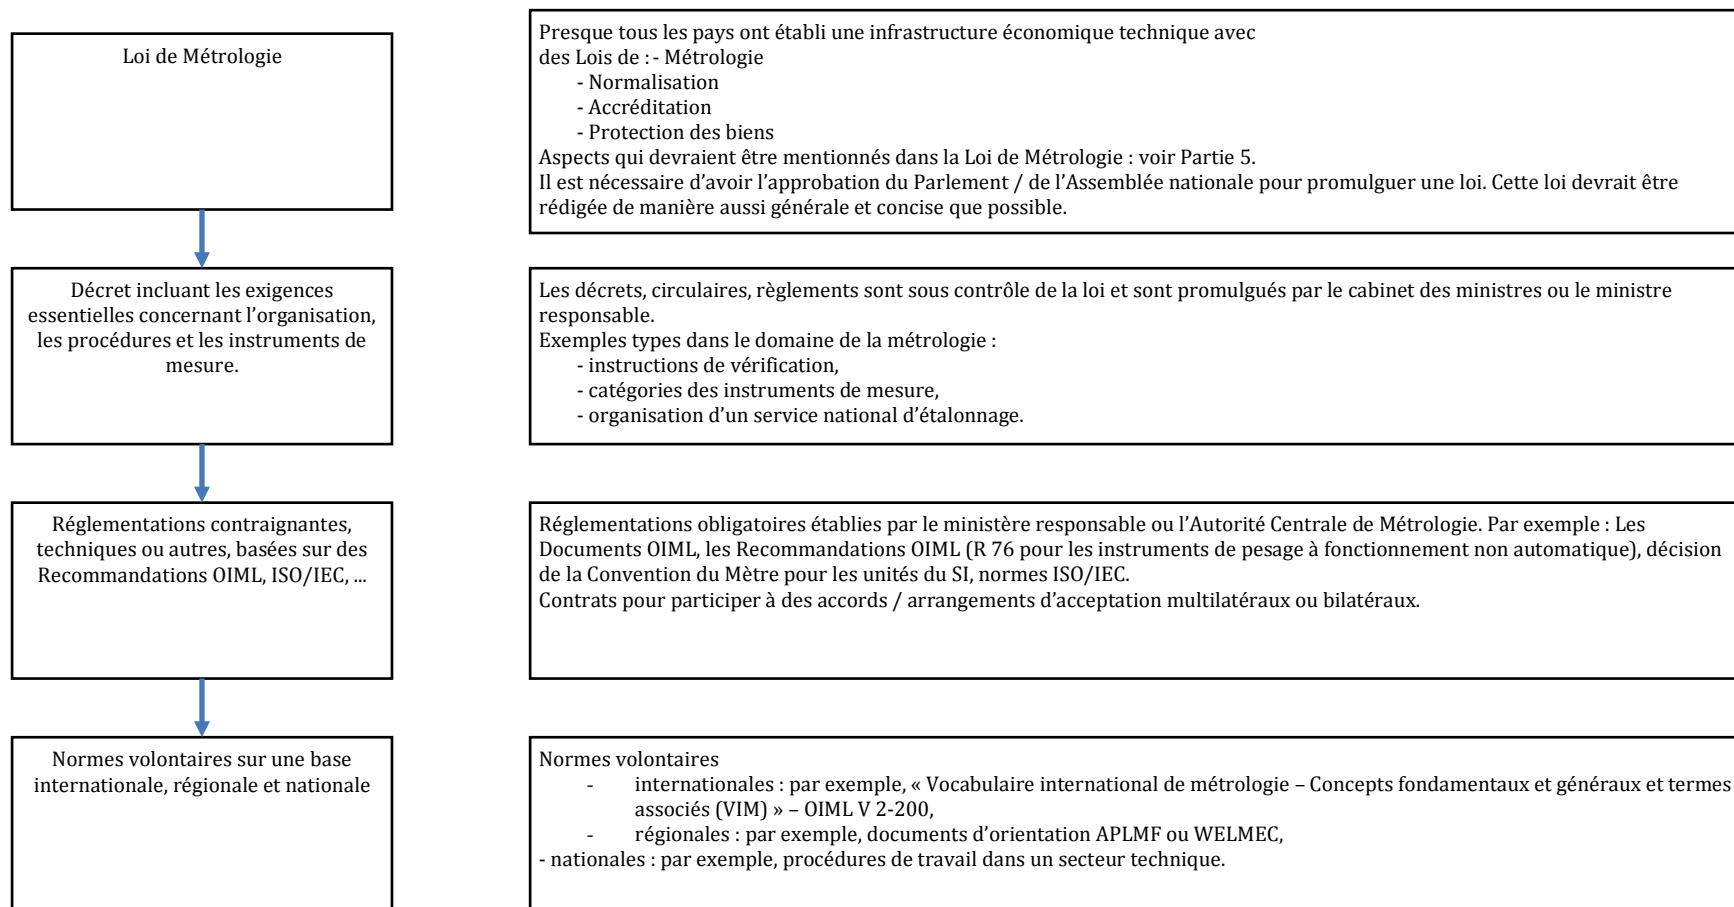 Loi de Métrologie
Presque tous les pays ont établi une infrastructure économique technique avec
des Lois de : - Métrologie
- Normalisation
- Accréditation
- Protection des biens
Aspects qui devraient être mentionnés dans la Loi de Métrologie : voir Partie 5.
Il est nécessaire d’avoir l’approbation du Parlement / de l’Assemblée nationale pour promulguer une loi. Cette loi devrait être
rédigée de manière aussi générale et concise que possible.
Décret incluant les exigences
essentielles concernant l’organisation,
les procédures et les instruments de
mesure.
Les décrets, circulaires, règlements sont sous contrôle de la loi et sont promulgués par le cabinet des ministres ou le ministre
responsable.
Exemples types dans le domaine de la métrologie :
- instructions de vérification,
- catégories des instruments de mesure,
- organisation d’un service national d’étalonnage.
Réglementations contraignantes,
techniques ou autres, basées sur des
Recommandations OIML, ISO/IEC, ...
Réglementations obligatoires établies par le ministère responsable ou l’Autorité Centrale de Métrologie. Par exemple : Les
Documents OIML, les Recommandations OIML (R 76 pour les instruments de pesage à fonctionnement non automatique), décision
de la Convention du Mètre pour les unités du SI, normes ISO/IEC.
Contrats pour participer à des accords / arrangements d’acceptation multilatéraux ou bilatéraux.
Normes volontaires sur une base
internationale, régionale et nationale
Normes volontaires
- internationales : par exemple, « Vocabulaire international de métrologie – Concepts fondamentaux et généraux et termes
associés (VIM) » – OIML V 2-200,
- régionales : par exemple, documents d’orientation APLMF ou WELMEC,
- nationales : par exemple, procédures de travail dans un secteur technique.